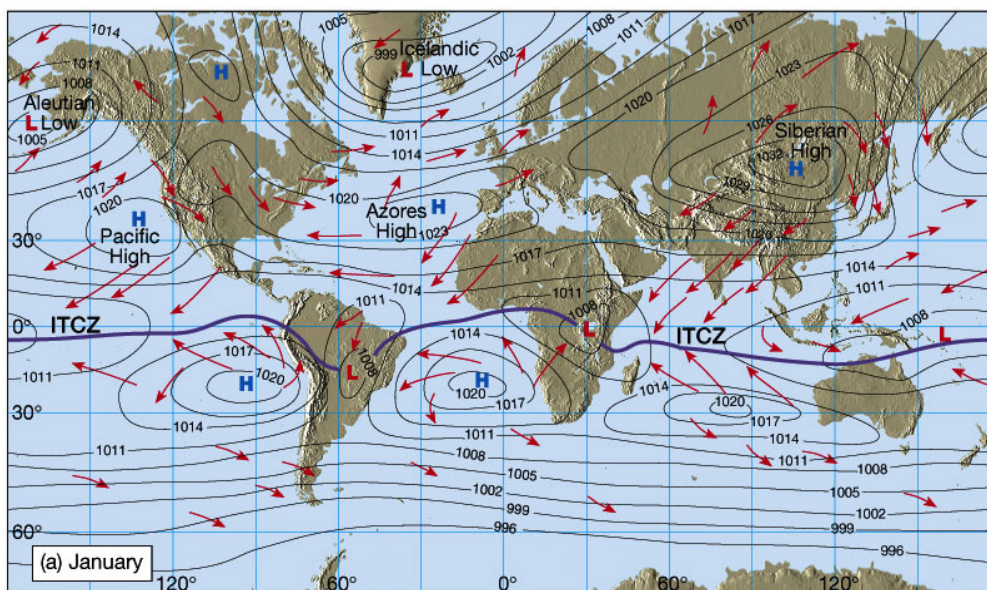 1014
1005
1008
1011
1017
999
Icelandic
L Low
1002
1011
H
1023
1008
Aleutian
L Low
1005
1020
1026
Siberian
High
1011
1014
1032
H
1029
1017
1020
1020
H
Pacific
High
Azores
High
H
1023
30°
1029
1017
1014
1014
1011
1011
ITCZ
0°
1014
1008
L
ITCZ
1008
L
1017
1008
L
1011
1020
H
H
1020
1014
1020
30°
1014
1017
1017
1011
1014
1011
1011
1008
1008
1005
1005
1002
1002
999
999
60°
996
996
(a) January
120°
60°
0°
60°
120°